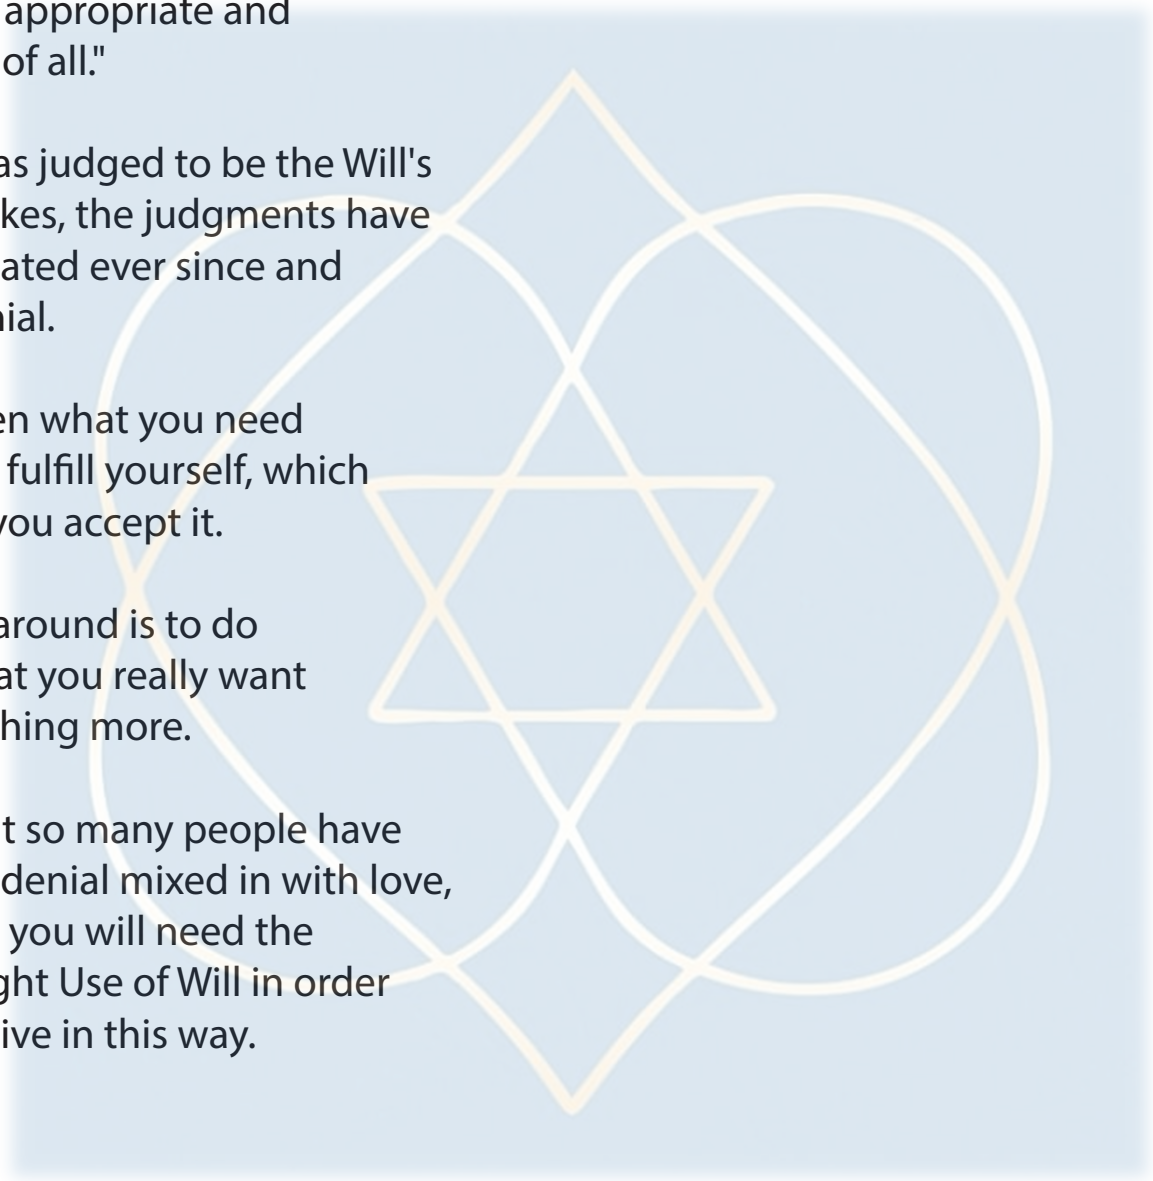 appropriate and
of all."
as judged to be the Will's
kes, the judgments have
ated ever since and
ial.
en what you need
fulfill yourself, which
you accept it.
around is to do
at you really want
hing more.
t so many people have
denial mixed in with love,
you will need the
ght Use of Will in order
ive in this way.